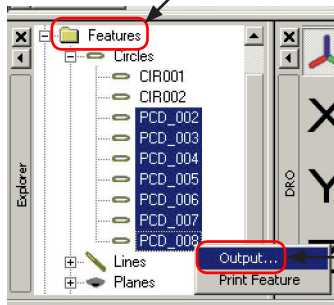 Features
Circles
CIR001
CIR002
PCD_002
PCD_003
PCD_004
PCD_005
PCD_006
PCD_007
PCD_008
Lines
Planes
Output...
Print Feature
Explorer
DRO
X
Y